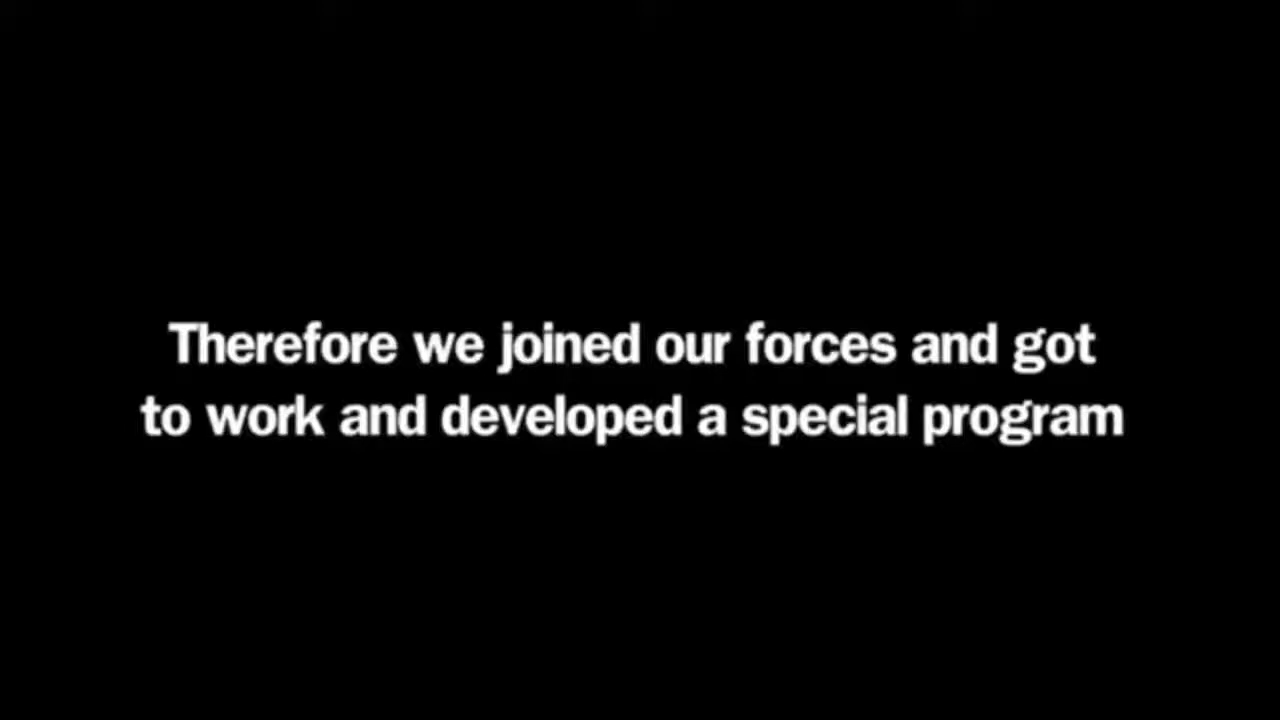 Therefore we joined our forces and got
to work and developed a special program